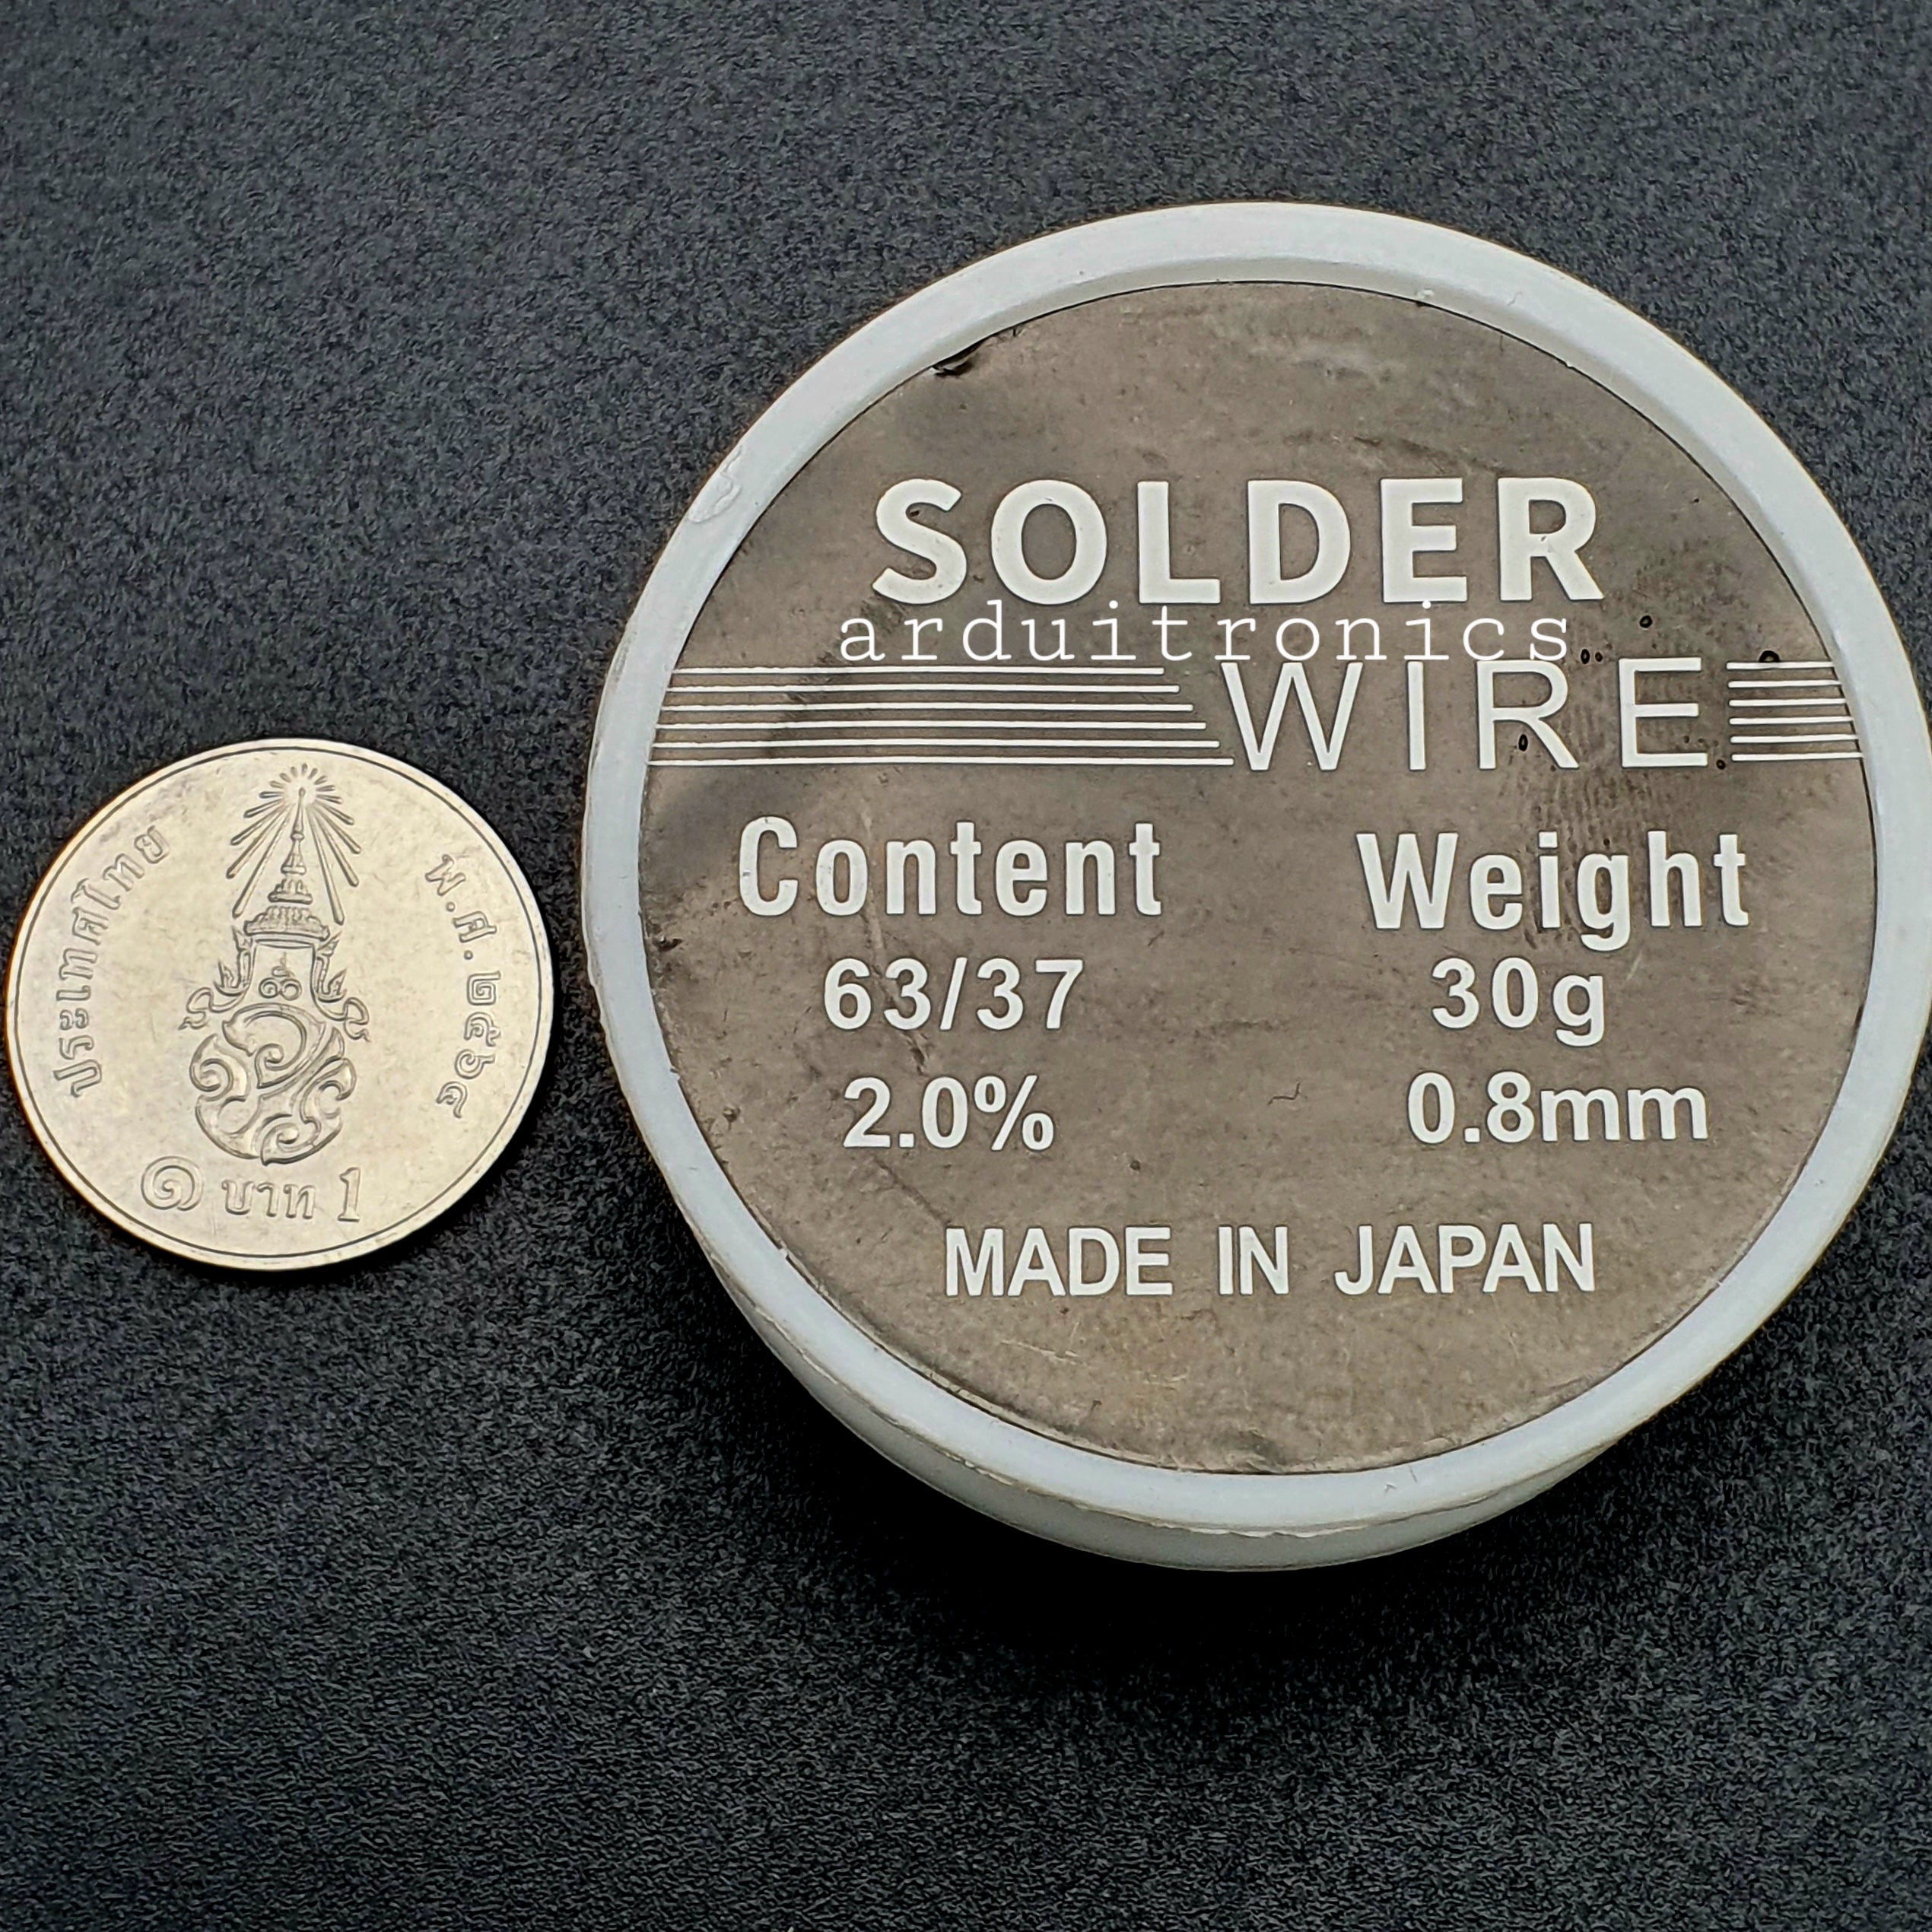 ประเทศไทย
พ.ศ. ๒๕๖๔
๑ บาท 1
SOLDER
arduitronics
WIRE
Content Weight
63/37 30g
2.0% 0.8mm
MADE IN JAPAN